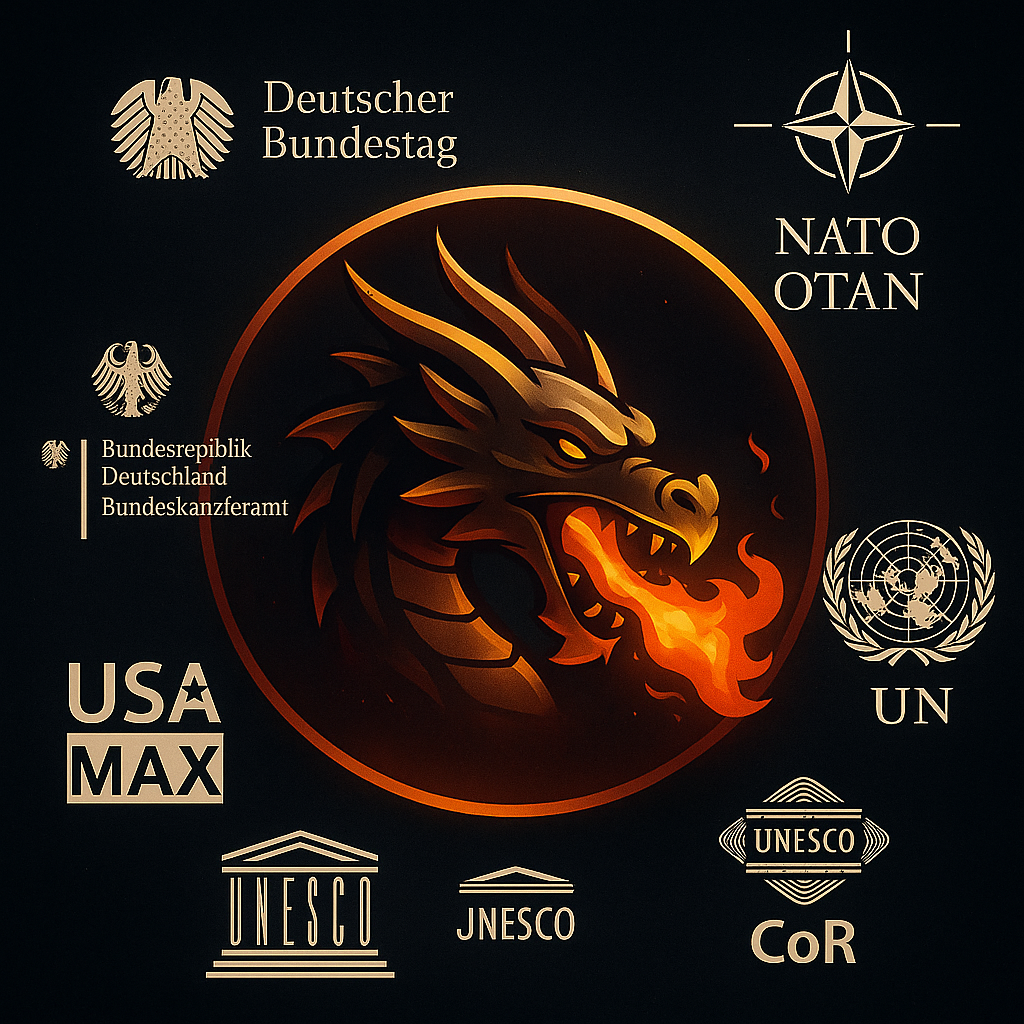 Deutscher
Bundestag
NATO
OTAN
Bundesrepiblik
Deutschland
Bundeskanzferamt
UN
USA
MAX
UNESCO
JNESCO
UNESCO
CoR